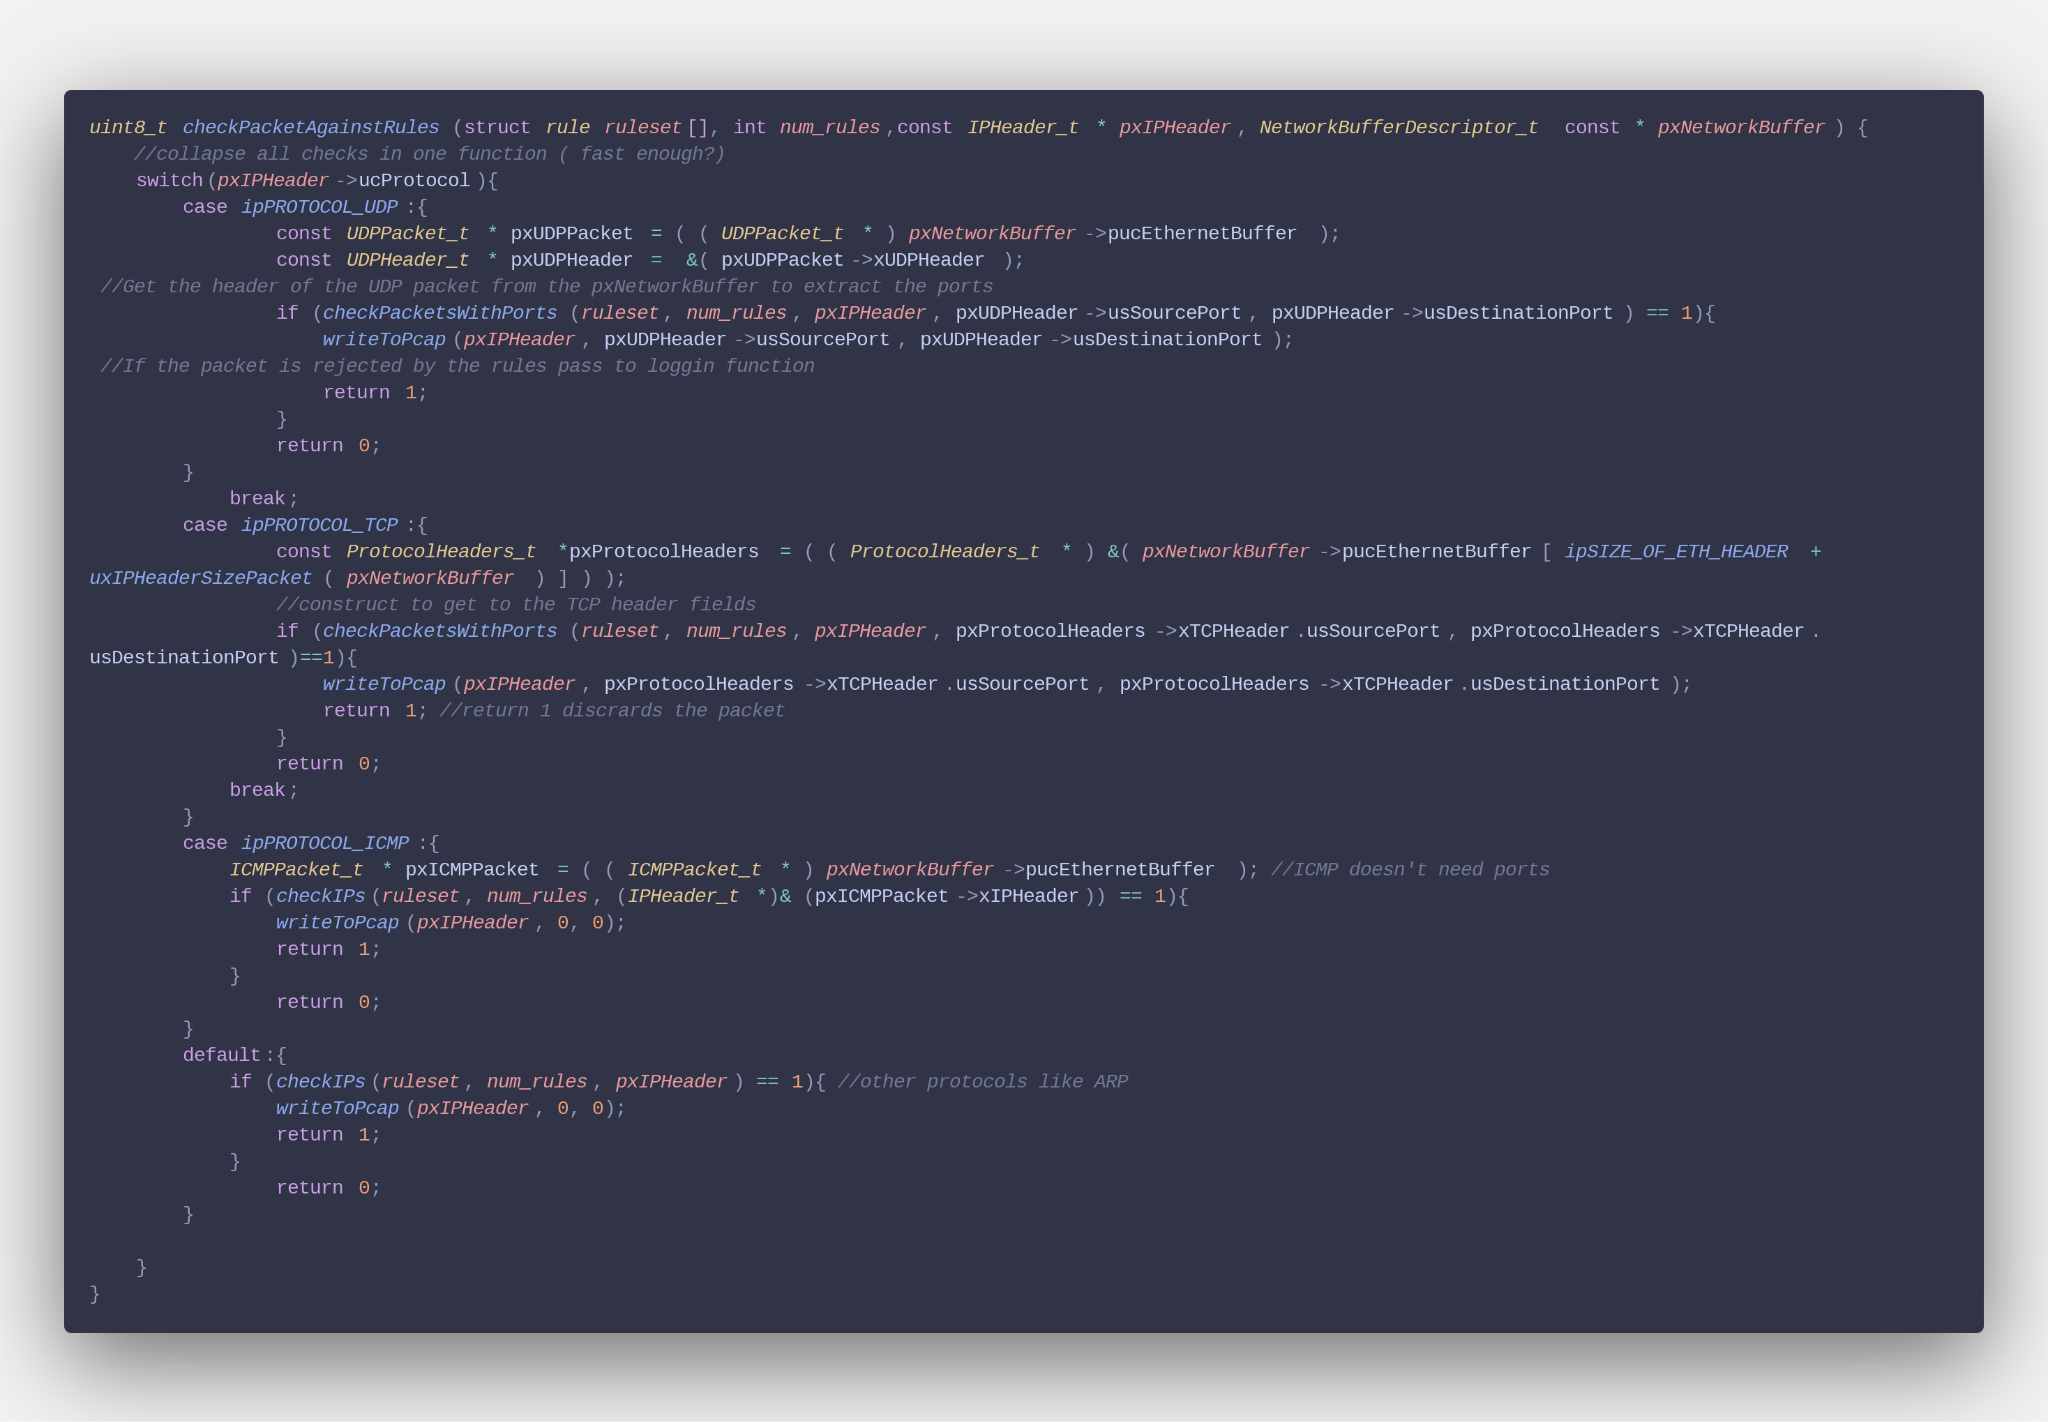 uint8_t checkPacketAgainstRules (struct rule ruleset[], int num_rules,const IPHeader_t * pxIPHeader, NetworkBufferDescriptor_t const * pxNetworkBuffer ) {
    //collapse all checks in one function ( fast enough?)
    switch(pxIPHeader->ucProtocol){
        case ipPROTOCOL_UDP:{
                const UDPPacket_t * pxUDPPacket = ( ( UDPPacket_t * ) pxNetworkBuffer->pucEthernetBuffer );
                const UDPHeader_t * pxUDPHeader = &( pxUDPPacket->xUDPHeader );
 //Get the header of the UDP packet from the pxNetworkBuffer to extract the ports
                if (checkPacketsWithPorts (ruleset, num_rules, pxIPHeader, pxUDPHeader->usSourcePort, pxUDPHeader->usDestinationPort ) == 1){
                    writeToPcap(pxIPHeader, pxUDPHeader->usSourcePort, pxUDPHeader->usDestinationPort );
 //If the packet is rejected by the rules pass to loggin function
                    return 1;
                }
                return 0;
        }
            break;
        case ipPROTOCOL_TCP:{
                const ProtocolHeaders_t *pxProtocolHeaders = ( ( ProtocolHeaders_t * ) &( pxNetworkBuffer->pucEthernetBuffer[ ipSIZE_OF_ETH_HEADER +
uxIPHeaderSizePacket( pxNetworkBuffer ) ] ) );
                //construct to get to the TCP header fields
                if (checkPacketsWithPorts (ruleset, num_rules, pxIPHeader, pxProtocolHeaders->xTCPHeader.usSourcePort, pxProtocolHeaders->xTCPHeader.
usDestinationPort)==1){
                    writeToPcap(pxIPHeader, pxProtocolHeaders->xTCPHeader.usSourcePort, pxProtocolHeaders->xTCPHeader.usDestinationPort);
                    return 1; //return 1 discrards the packet
                }
                return 0;
            break;
        }
        case ipPROTOCOL_ICMP:{
            ICMPPacket_t * pxICMPPacket = ( ( ICMPPacket_t * ) pxNetworkBuffer->pucEthernetBuffer ); //ICMP doesn't need ports
            if (checkIPs(ruleset, num_rules, (IPHeader_t *)& (pxICMPPacket->xIPHeader)) == 1){
                writeToPcap(pxIPHeader, 0, 0);
                return 1;
            }
                return 0;
        }
        default:{
            if (checkIPs(ruleset, num_rules, pxIPHeader) == 1){ //other protocols like ARP
                writeToPcap(pxIPHeader, 0, 0);
                return 1;
            }
                return 0;
        }

    }
}